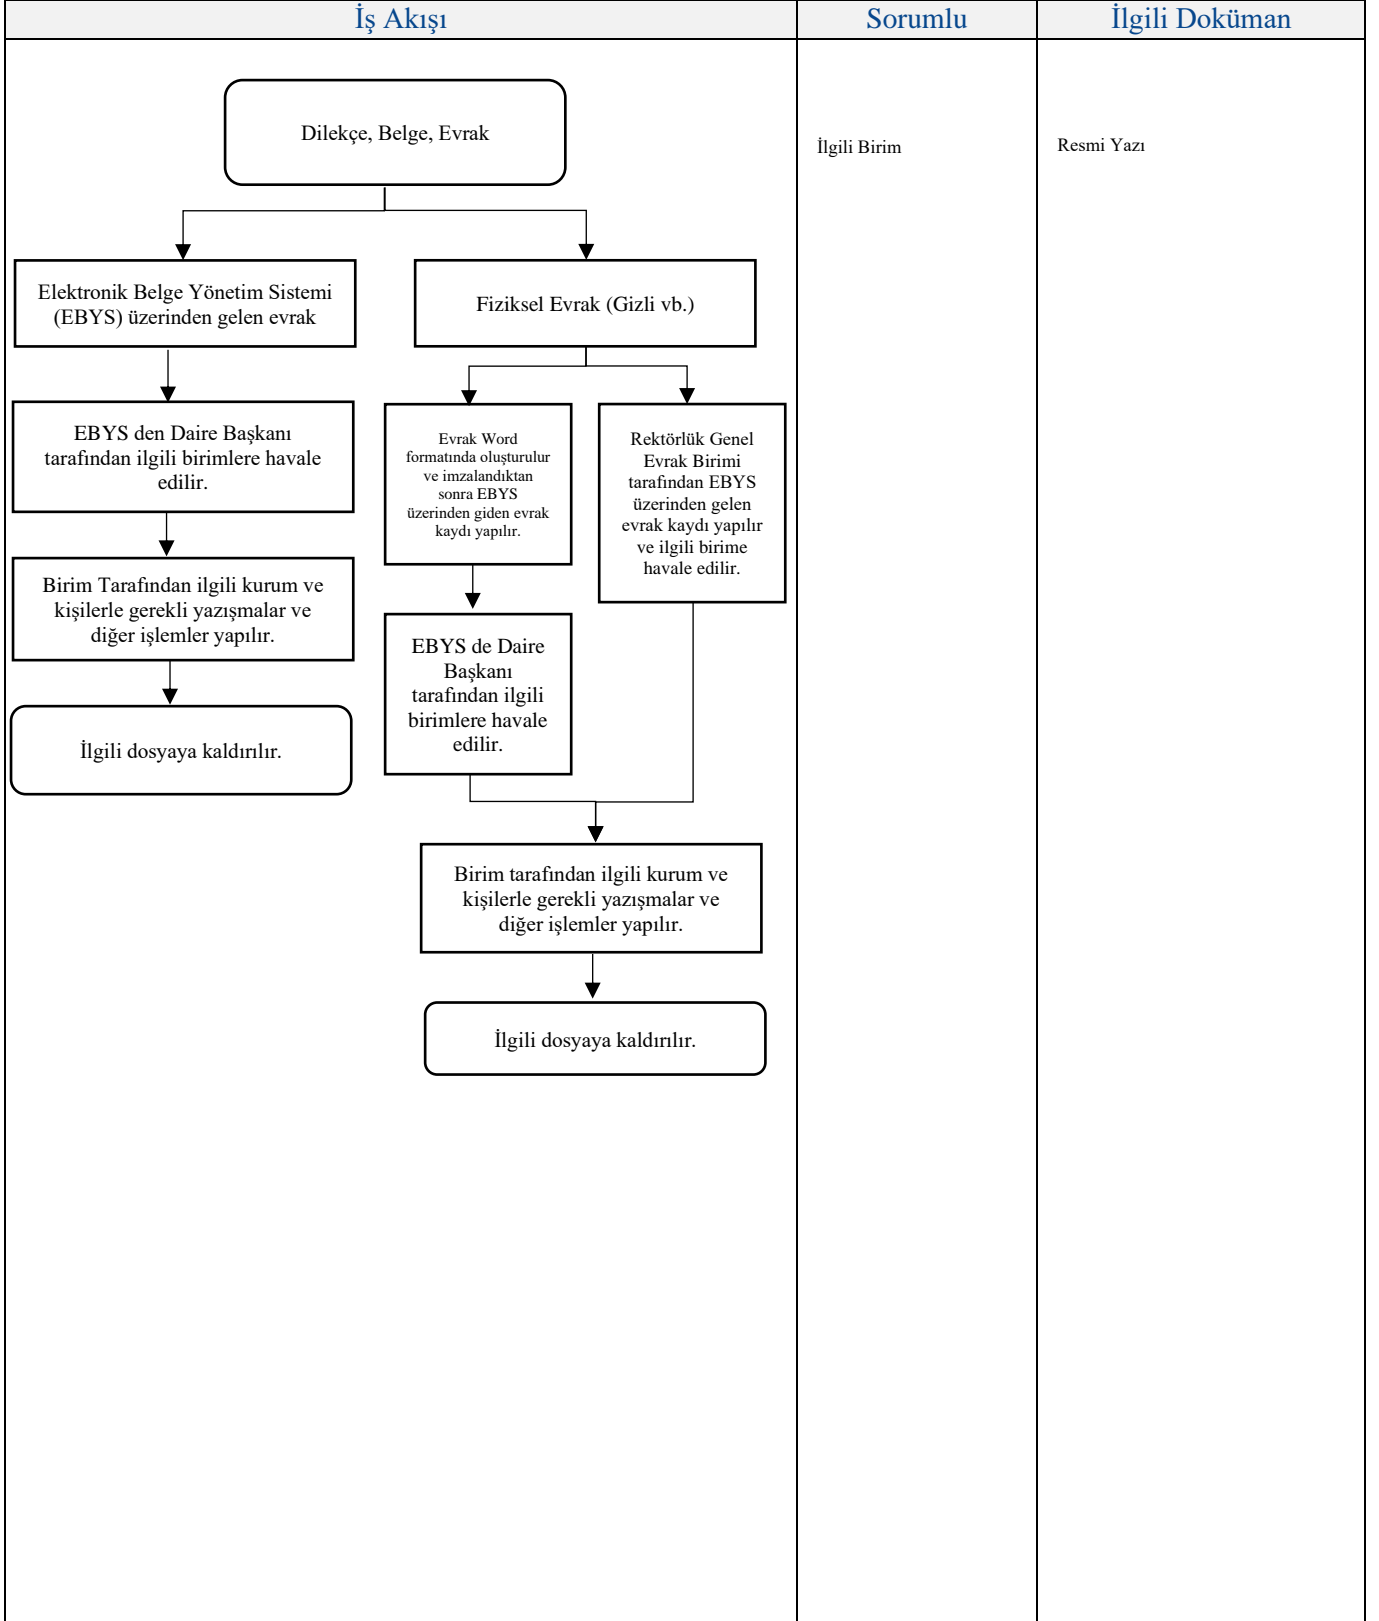 İş Akışı
Sorumlu
İlgili Doküman
Dilekçe, Belge, Evrak
İlgili Birim
Resmi Yazı
Elektronik Belge Yönetim Sistemi
(EBYS) üzerinden gelen evrak
Fiziksel Evrak (Gizli vb.)
EBYS den Daire Başkanı
tarafından ilgili birimlere havale
edilir.
Evrak Word
formatında oluşturulur
ve imzalandıktan
sonra EBYS
üzerinden giden evrak
kaydı yapılır.
Rektörlük Genel
Evrak Birimi
tarafından EBYS
üzerinden gelen
evrak kaydı yapılır
ve ilgili birime
havale edilir.
Birim Tarafından ilgili kurum ve
kişilerle gerekli yazışmalar ve
diğer işlemler yapılır.
EBYS de Daire
Başkanı
tarafından ilgili
birimlere havale
edilir.
İlgili dosyaya kaldırılır.
Birim tarafından ilgili kurum ve
kişilerle gerekli yazışmalar ve
diğer işlemler yapılır.
İlgili dosyaya kaldırılır.